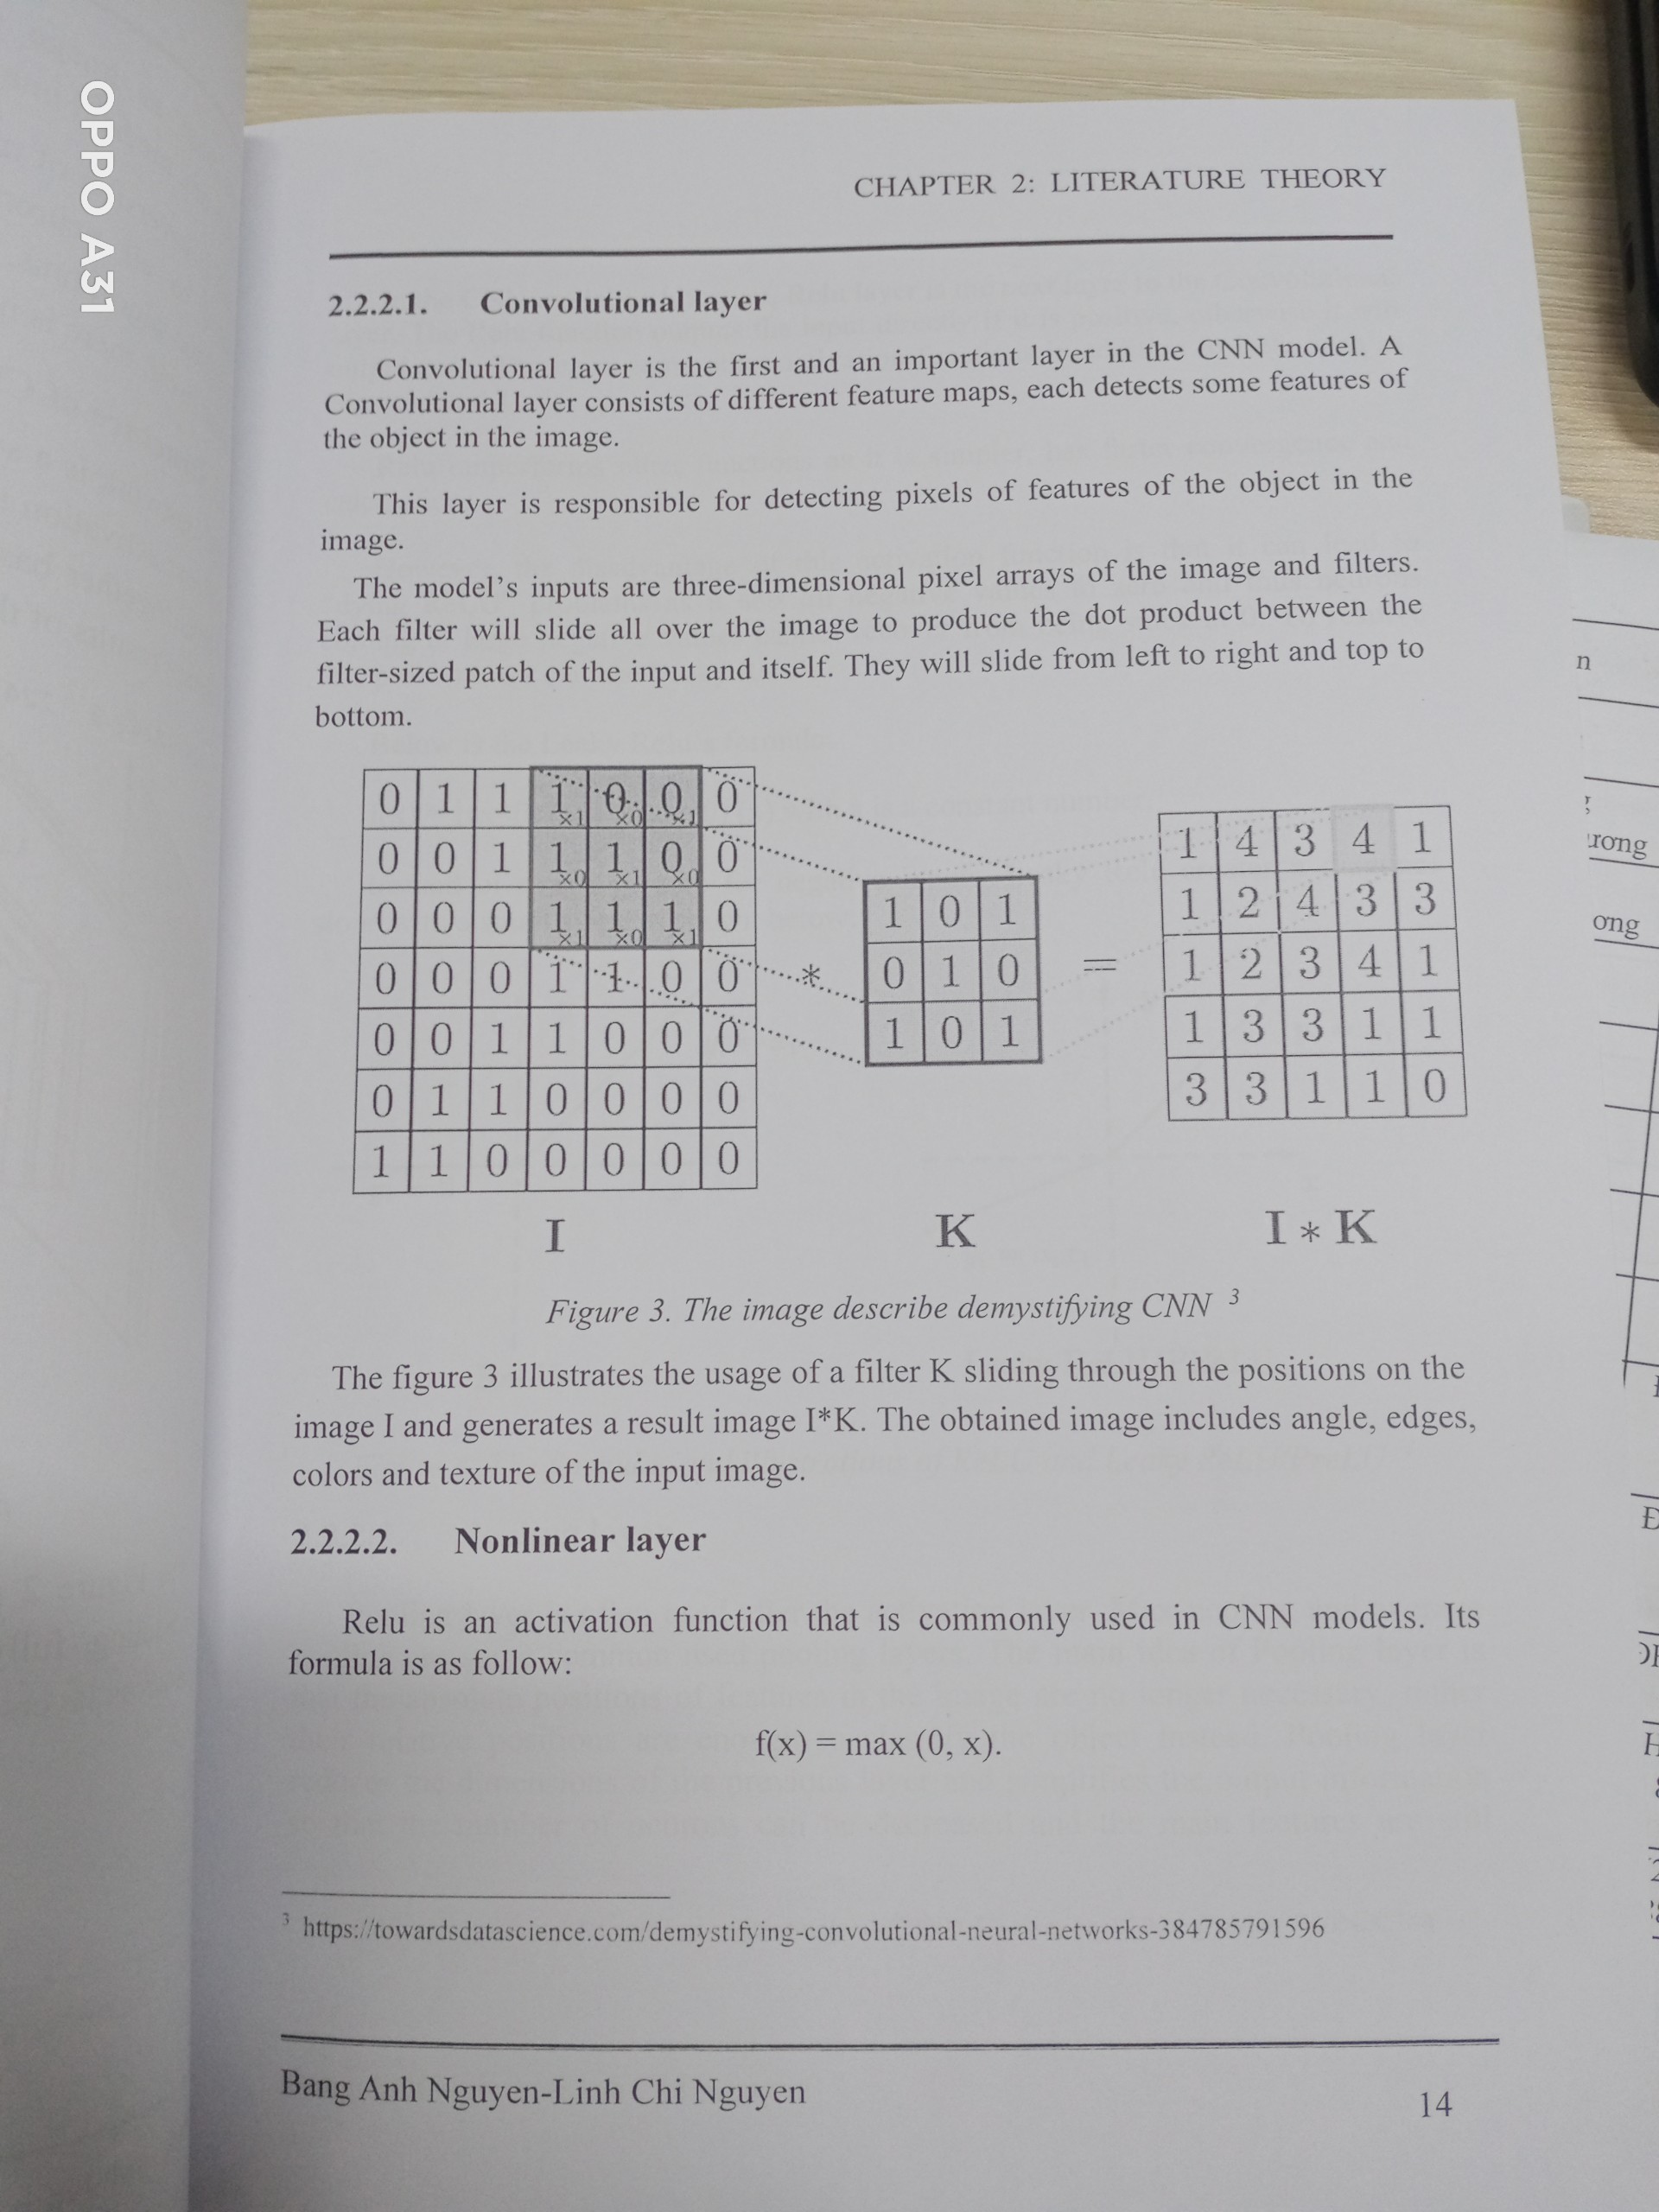 OPPO A31
CHAPTER 2: LITERATURE THEORY
2.2.2.1. Convolutional layer
Convolutional layer is the first and an important layer in the CNN model. A
Convolutional layer consists of different feature maps, each detects some features of
the object in the image.
This layer is responsible for detecting pixels of features of the object in the
image.
The model's inputs are three-dimensional pixel arrays of the image and filters.
Each filter will slide all over the image to produce the dot product between the
filter-sized patch of the input and itself. They will slide from left to right and top to
bottom.
0 1 1 1 ×1 0 ×0 0 ×1 0
0 0 1 1 ×0 1 ×1 0 ×0 0
0 0 0 1 ×1 1 ×0 1 ×1 0
0 0 0 1 1 0 0
0 0 1 1 0 0 0
0 1 1 0 0 0 0
1 1 0 0 0 0 0
I
*
1 0 1
0 1 0
1 0 1
K
=
1 4 3 4 1
1 2 4 3 3
1 2 3 4 1
1 3 3 1 1
3 3 1 1 0
I * K
Figure 3. The image describe demystifying CNN 3
The figure 3 illustrates the usage of a filter K sliding through the positions on the
image I and generates a result image I*K. The obtained image includes angle, edges,
colors and texture of the input image.
2.2.2.2. Nonlinear layer
Relu is an activation function that is commonly used in CNN models. Its
formula is as follow:
f(x) = max (0, x).
3 https://towardsdatascience.com/demystifying-convolutional-neural-networks-384785791596
Bang Anh Nguyen-Linh Chi Nguyen
14
n
rong
ong